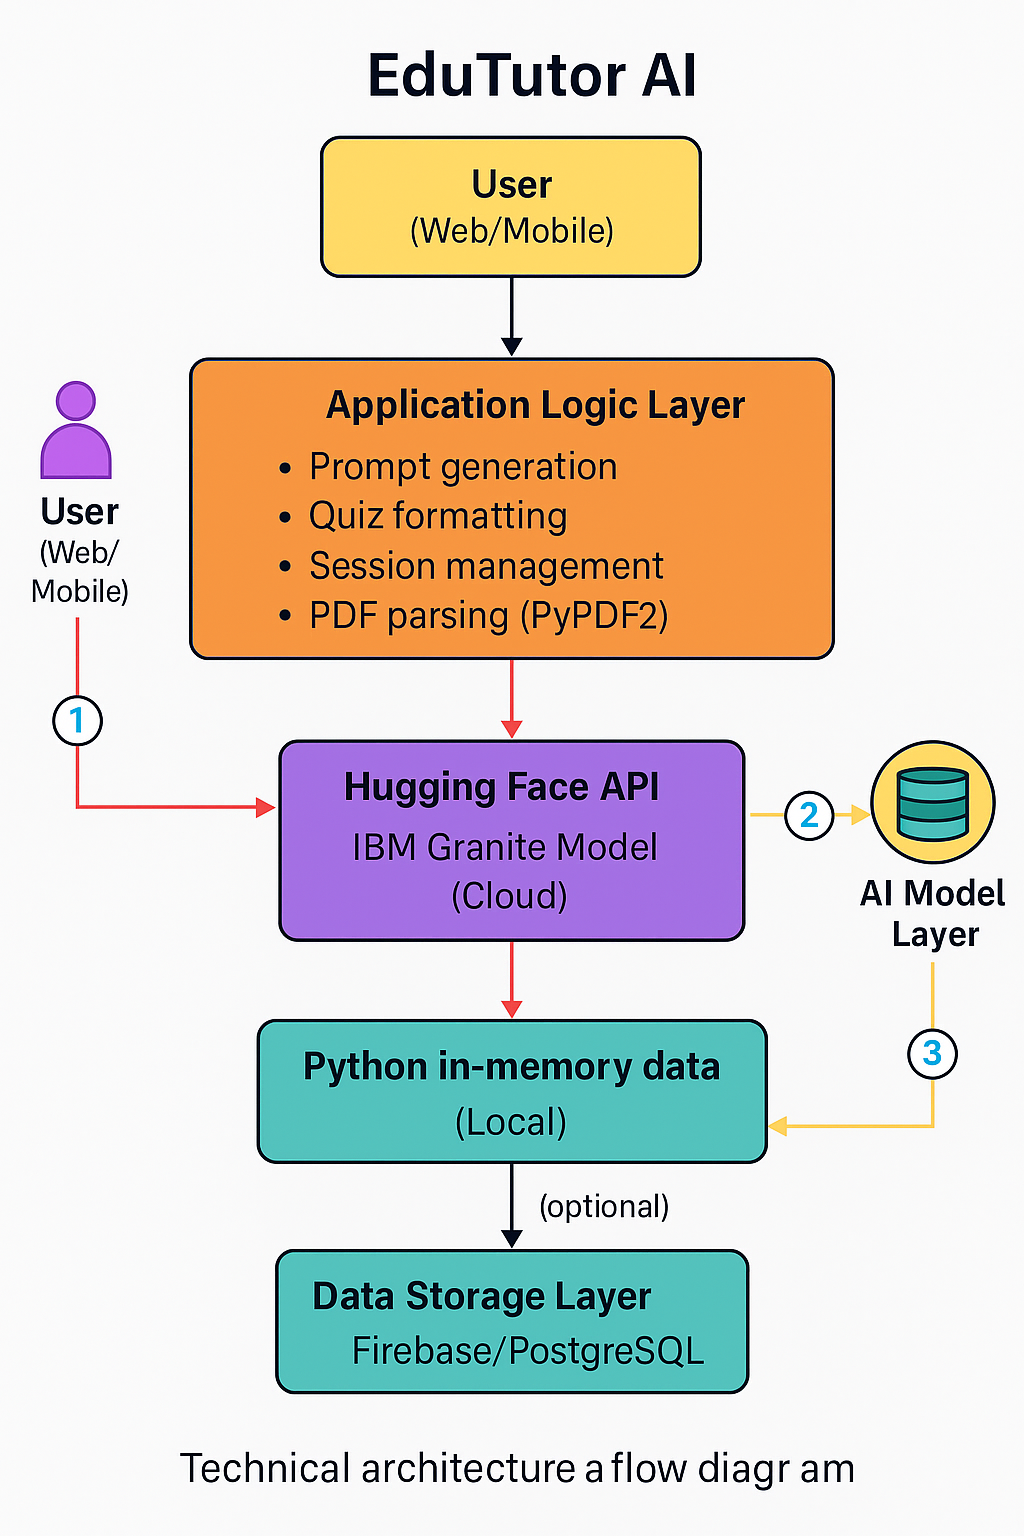 EduTutor AI
User
(Web/Mobile)
Application Logic Layer
• Prompt generation
• Quiz formatting
• Session management
• PDF parsing (PyPDF2)
User
(Web/
Mobile)
1
Hugging Face API
IBM Granite Model
(Cloud)
2
AI Model
Layer
3
Python in-memory data
(Local)
(optional)
Data Storage Layer
Firebase/PostgreSQL
Technical architecture a flow diagr am